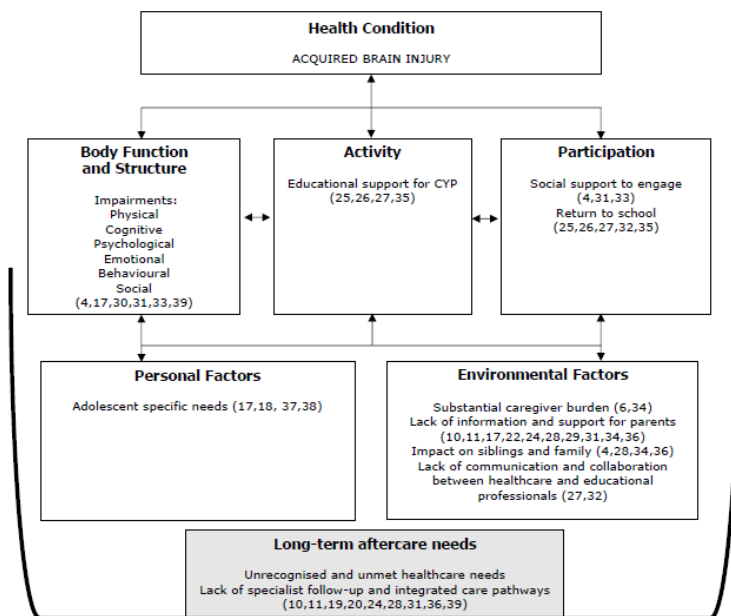 Health Condition
ACQUIRED BRAIN INJURY
Body Function
and Structure
Impairments:
Physical
Cognitive
Psychological
Emotional
Behavioural
Social
(4,17,30,31,33,39)
Activity
Educational support for CYP
(25,26,27,35)
Participation
Social support to engage
(4,31,33)
Return to school
(25,26,27,32,35)
Personal Factors
Adolescent specific needs (17,18, 37,38)
Environmental Factors
Substantial caregiver burden (6,34)
Lack of information and support for parents
(10,11,17,22,24,28,29,31,34,36)
Impact on siblings and family (4,28,34,36)
Lack of communication and collaboration
between healthcare and educational
professionals (27,32)
Long-term aftercare needs
Unrecognised and unmet healthcare needs
Lack of specialist follow-up and integrated care pathways
(10,11,19,20,24,28,31,36,39)